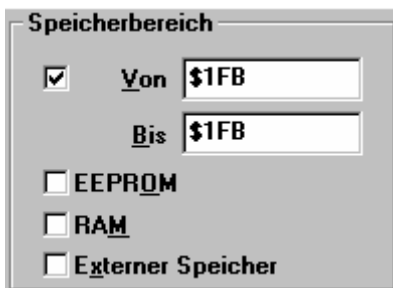 Speicherbereich
Von $1FB
Bis $1FB
EEPROM
RAM
Externer Speicher